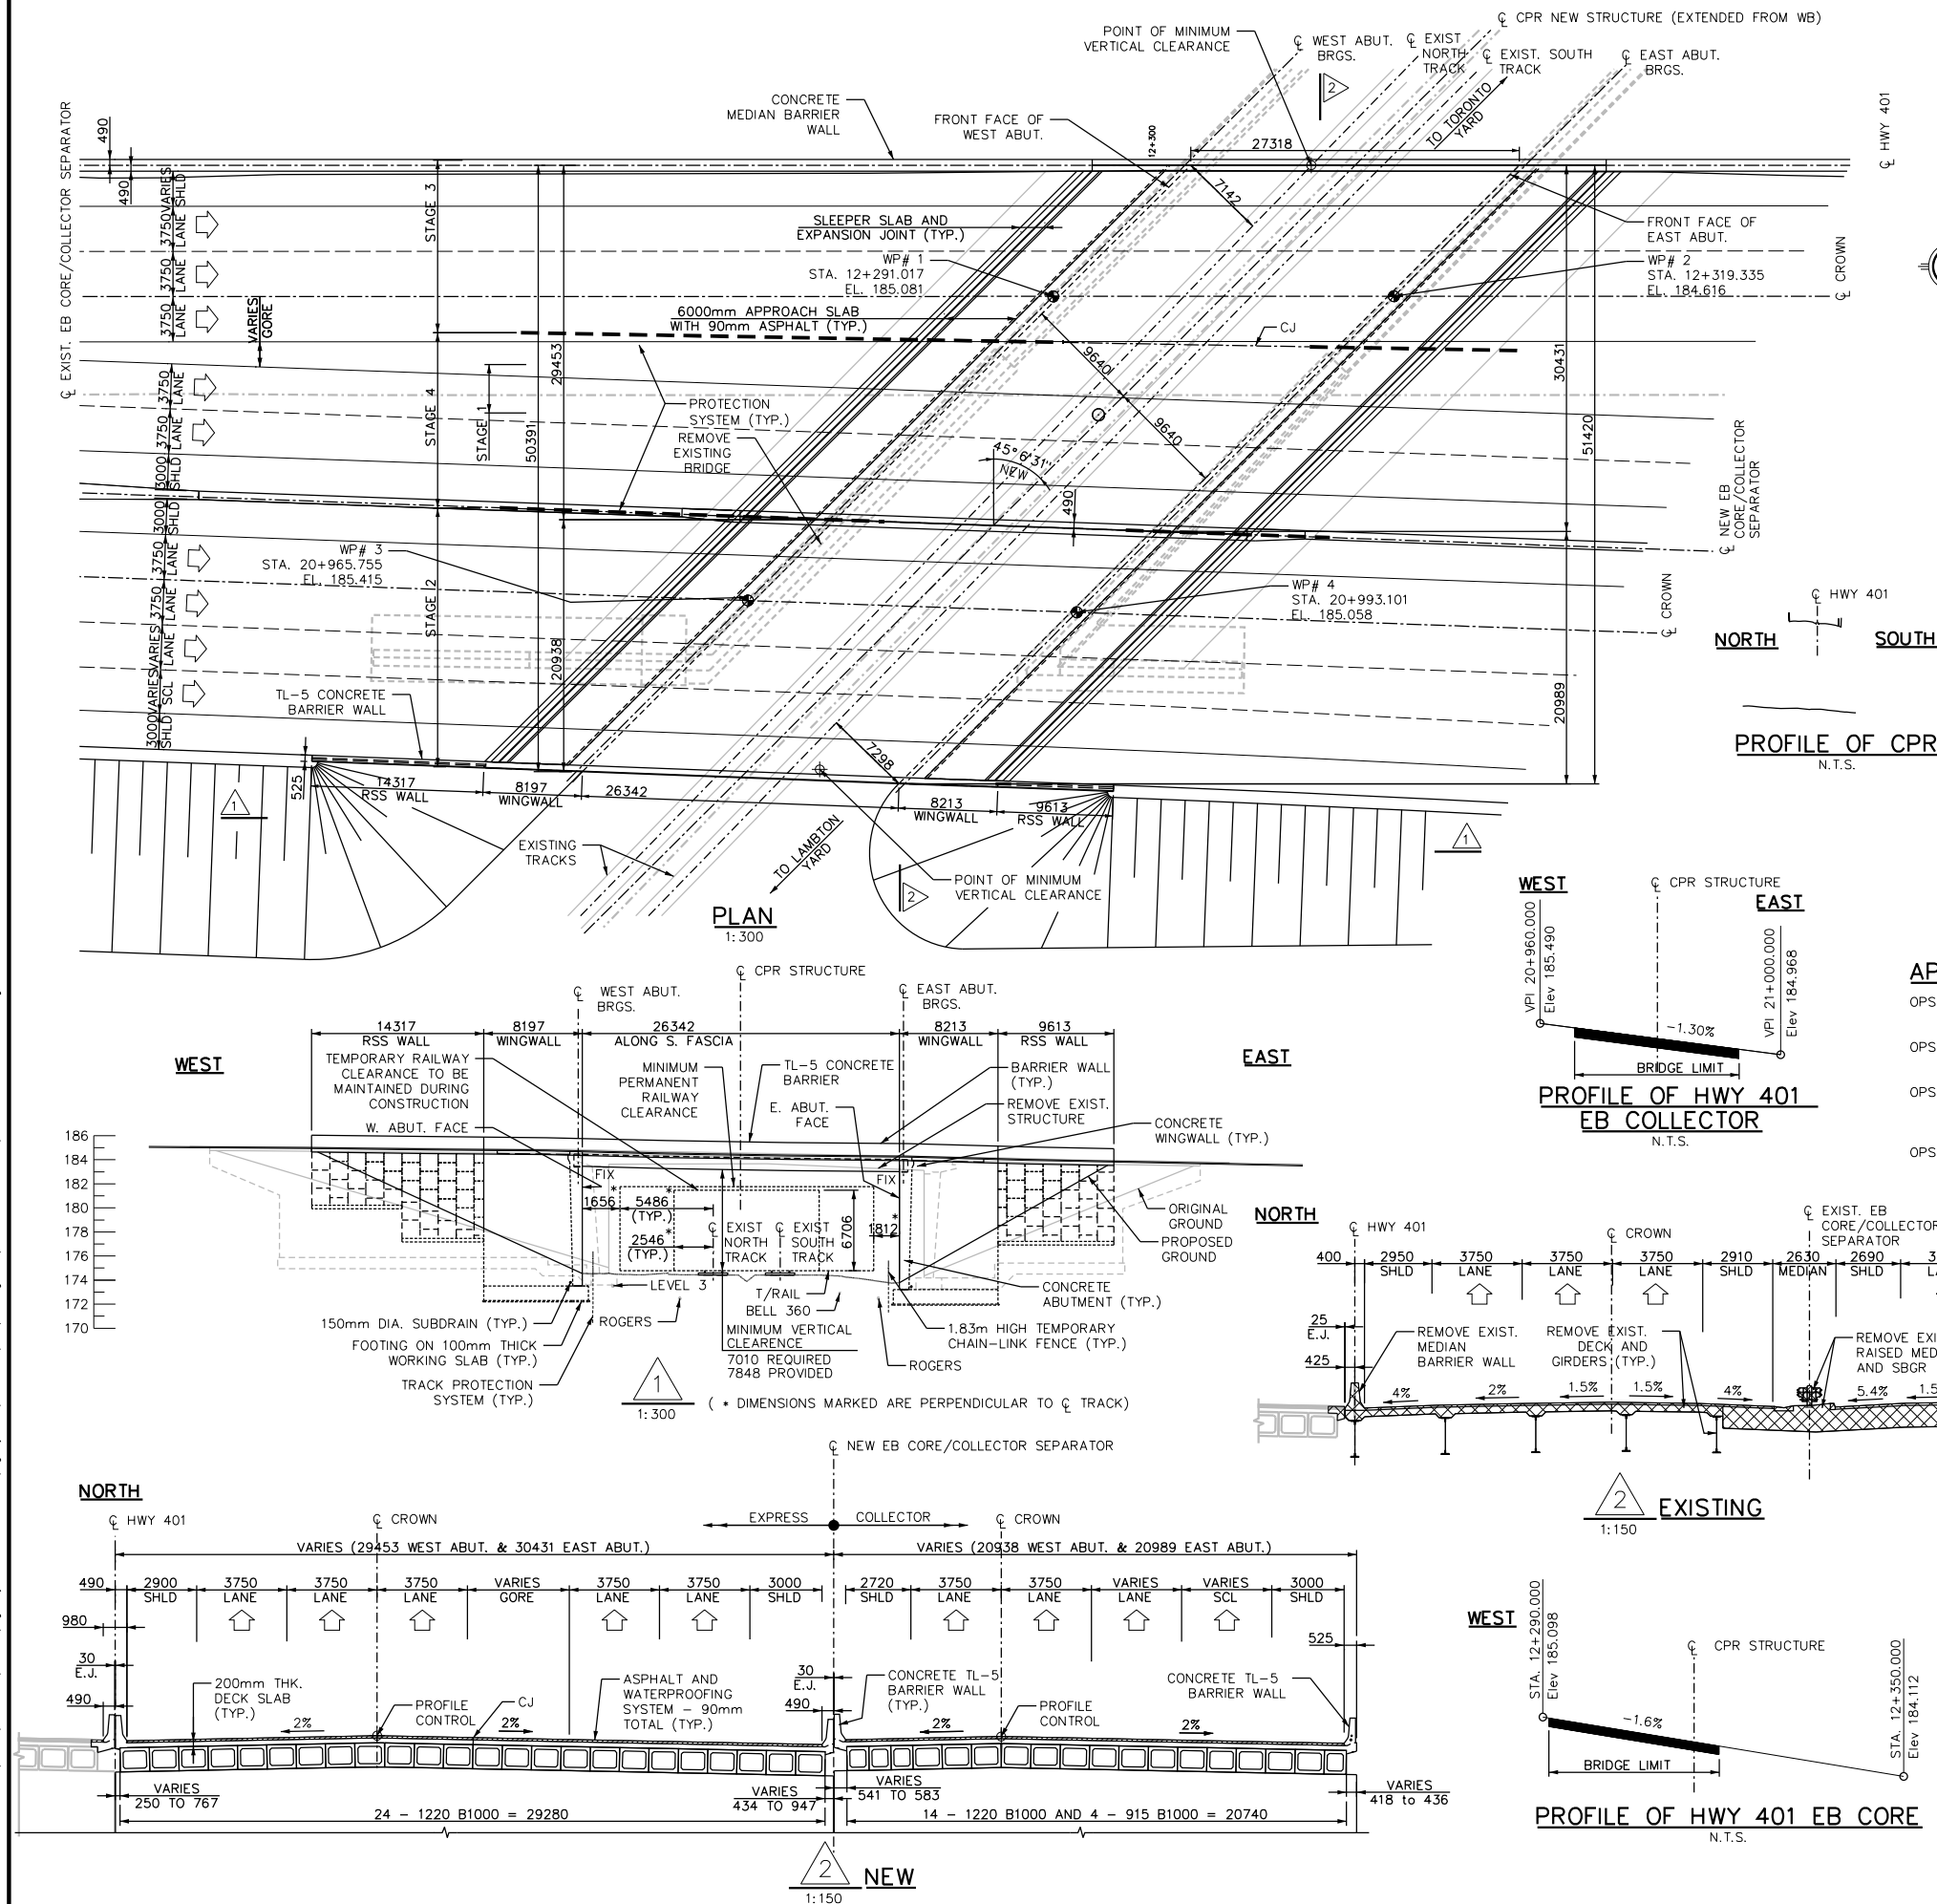 ℄ CPR NEW STRUCTURE (EXTENDED FROM WB)
POINT OF MINIMUM
VERTICAL CLEARANCE
℄ WEST ABUT.
BRGS.
℄ EXIST
NORTH
TRACK
℄ EXIST. SOUTH
TRACK
℄ EAST ABUT.
BRGS.
2
TO TORONTO
YARD
CONCRETE
MEDIAN BARRIER
WALL
FRONT FACE OF
WEST ABUT.
12+300
27318
7142
℄ HWY 401
℄ EXIST. EB CORE/COLLECTOR SEPARATOR
490
490
VARIES
SHLD
3750
LANE
3750
LANE
3750
LANE
VARIES
GORE
3750
LANE
3750
LANE
3000
SHLD
3000
SHLD
3750
LANE
3750
LANE
VARIES
LANE
VARIES
SCL
3000
SHLD
STAGE 3
STAGE 4
STAGE 1
STAGE 2
29453
50391
20938
SLEEPER SLAB AND
EXPANSION JOINT (TYP.)
WP# 1
STA. 12+291.017
EL. 185.081
6000mm APPROACH SLAB
WITH 90mm ASPHALT (TYP.)
FRONT FACE OF
EAST ABUT.
WP# 2
STA. 12+319.335
EL. 184.616
℄ CROWN
CJ
9640
9640
30431
51420
20989
PROTECTION
SYSTEM (TYP.)
REMOVE
EXISTING
BRIDGE
45°6'31"
NEW
490
℄ NEW EB
CORE/COLLECTOR
SEPARATOR
WP# 3
STA. 20+965.755
EL. 185.415
WP# 4
STA. 20+993.101
EL. 185.058
℄ CROWN
TL-5 CONCRETE
BARRIER WALL
7298
525
14317
RSS WALL
8197
WINGWALL
26342
8213
WINGWALL
9613
RSS WALL
1
1
EXISTING
TRACKS
TO LAMBTON
YARD
2
POINT OF MINIMUM
VERTICAL CLEARANCE
PLAN
1:300
℄ HWY 401
NORTH
SOUTH
PROFILE OF CPR
N.T.S.
WEST
℄ CPR STRUCTURE
EAST
VPI 20+960.000
Elev 185.490
VPI 21+000.000
Elev 184.968
-1.30%
BRIDGE LIMIT
PROFILE OF HWY 401
EB COLLECTOR
N.T.S.
AP
OPS
OPS
OPS
OPS
℄ CPR STRUCTURE
℄ WEST ABUT.
BRGS.
℄ EAST ABUT.
BRGS.
14317
RSS WALL
8197
WINGWALL
26342
ALONG S. FASCIA
8213
WINGWALL
9613
RSS WALL
WEST
EAST
TEMPORARY RAILWAY
CLEARANCE TO BE
MAINTAINED DURING
CONSTRUCTION
W. ABUT. FACE
MINIMUM
PERMANENT
RAILWAY
CLEARANCE
TL-5 CONCRETE
BARRIER
E. ABUT.
FACE
BARRIER WALL
(TYP.)
REMOVE EXIST.
STRUCTURE
CONCRETE
WINGWALL (TYP.)
186
184
182
180
178
176
174
172
170
FIX
FIX
1656
*
5486
(TYP.)
*
2546
(TYP.)
℄ EXIST
NORTH
TRACK
℄ EXIST
SOUTH
TRACK
6706
*
1812
ORIGINAL
GROUND
PROPOSED
GROUND
LEVEL 3
T/RAIL
BELL 360
ROGERS
CONCRETE
ABUTMENT (TYP.)
150mm DIA. SUBDRAIN (TYP.)
FOOTING ON 100mm THICK
WORKING SLAB (TYP.)
TRACK PROTECTION
SYSTEM (TYP.)
MINIMUM VERTICAL
CLEARENCE
7010 REQUIRED
7848 PROVIDED
1.83m HIGH TEMPORARY
CHAIN-LINK FENCE (TYP.)
ROGERS
1
1:300
( * DIMENSIONS MARKED ARE PERPENDICULAR TO ℄ TRACK)
NORTH
℄ HWY 401
℄ CROWN
℄ EXIST. EB
CORE/COLLECTOR
SEPARATOR
400
2950
SHLD
3750
LANE
3750
LANE
3750
LANE
2910
SHLD
2630
MEDIAN
2690
SHLD
25
E.J.
425
REMOVE EXIST.
MEDIAN
BARRIER WALL
REMOVE EXIST.
DECK AND
GIRDERS (TYP.)
REMOVE EXI
RAISED MED
AND SBGR
4%
2%
1.5%
1.5%
4%
5.4%
1.5
2
1:150
EXISTING
℄ NEW EB CORE/COLLECTOR SEPARATOR
NORTH
℄ HWY 401
℄ CROWN
EXPRESS
COLLECTOR
℄ CROWN
VARIES (29453 WEST ABUT. & 30431 EAST ABUT.)
VARIES (20938 WEST ABUT. & 20989 EAST ABUT.)
490
2900
SHLD
3750
LANE
3750
LANE
3750
LANE
VARIES
GORE
3750
LANE
3750
LANE
3000
SHLD
2720
SHLD
3750
LANE
3750
LANE
VARIES
LANE
VARIES
SCL
3000
SHLD
980
30
E.J.
490
200mm THK.
DECK SLAB
(TYP.)
2%
PROFILE
CONTROL
CJ
2%
ASPHALT AND
WATERPROOFING
SYSTEM - 90mm
TOTAL (TYP.)
30
E.J.
490
CONCRETE TL-5
BARRIER WALL
(TYP.)
2%
PROFILE
CONTROL
2%
CONCRETE TL-5
BARRIER WALL
525
VARIES
250 TO 767
24 - 1220 B1000 = 29280
VARIES
434 TO 947
VARIES
541 TO 583
14 - 1220 B1000 AND 4 - 915 B1000 = 20740
VARIES
418 to 436
2
1:150
NEW
WEST
STA. 12+290.000
Elev 185.098
℄ CPR STRUCTURE
STA. 12+350.000
Elev 184.112
-1.6%
BRIDGE LIMIT
PROFILE OF HWY 401 EB CORE
N.T.S.